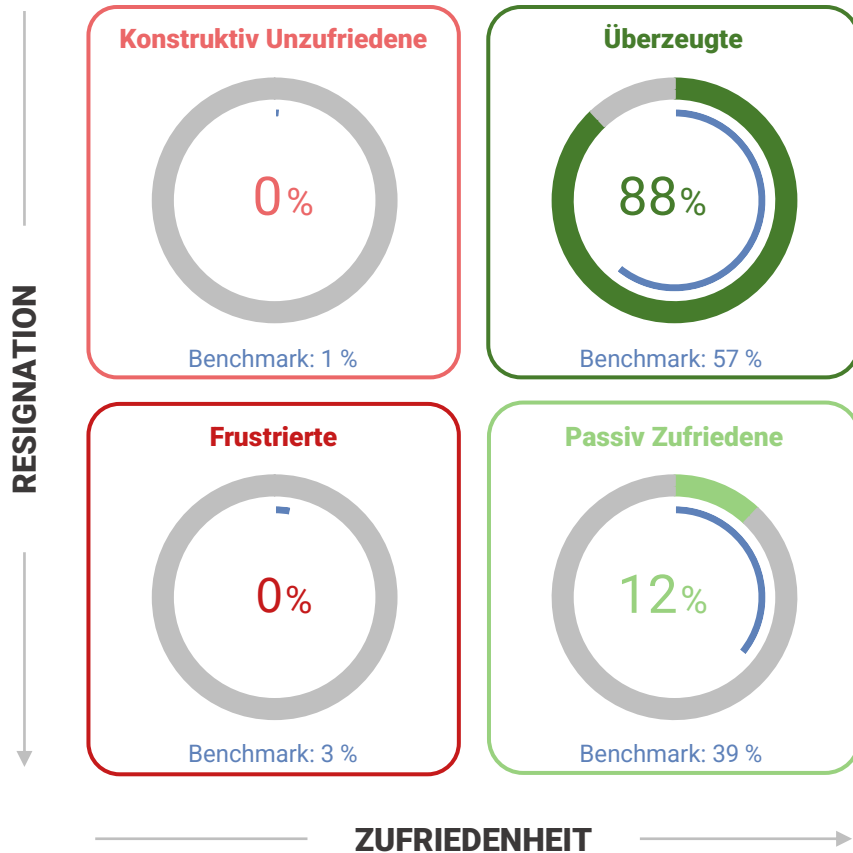 Konstruktiv Unzufriedene
0%
Benchmark: 1 %
Überzeugte
88%
Benchmark: 57 %
RESIGNATION
Frustrierte
0%
Benchmark: 3 %
Passiv Zufriedene
12%
Benchmark: 39 %
ZUFRIEDENHEIT